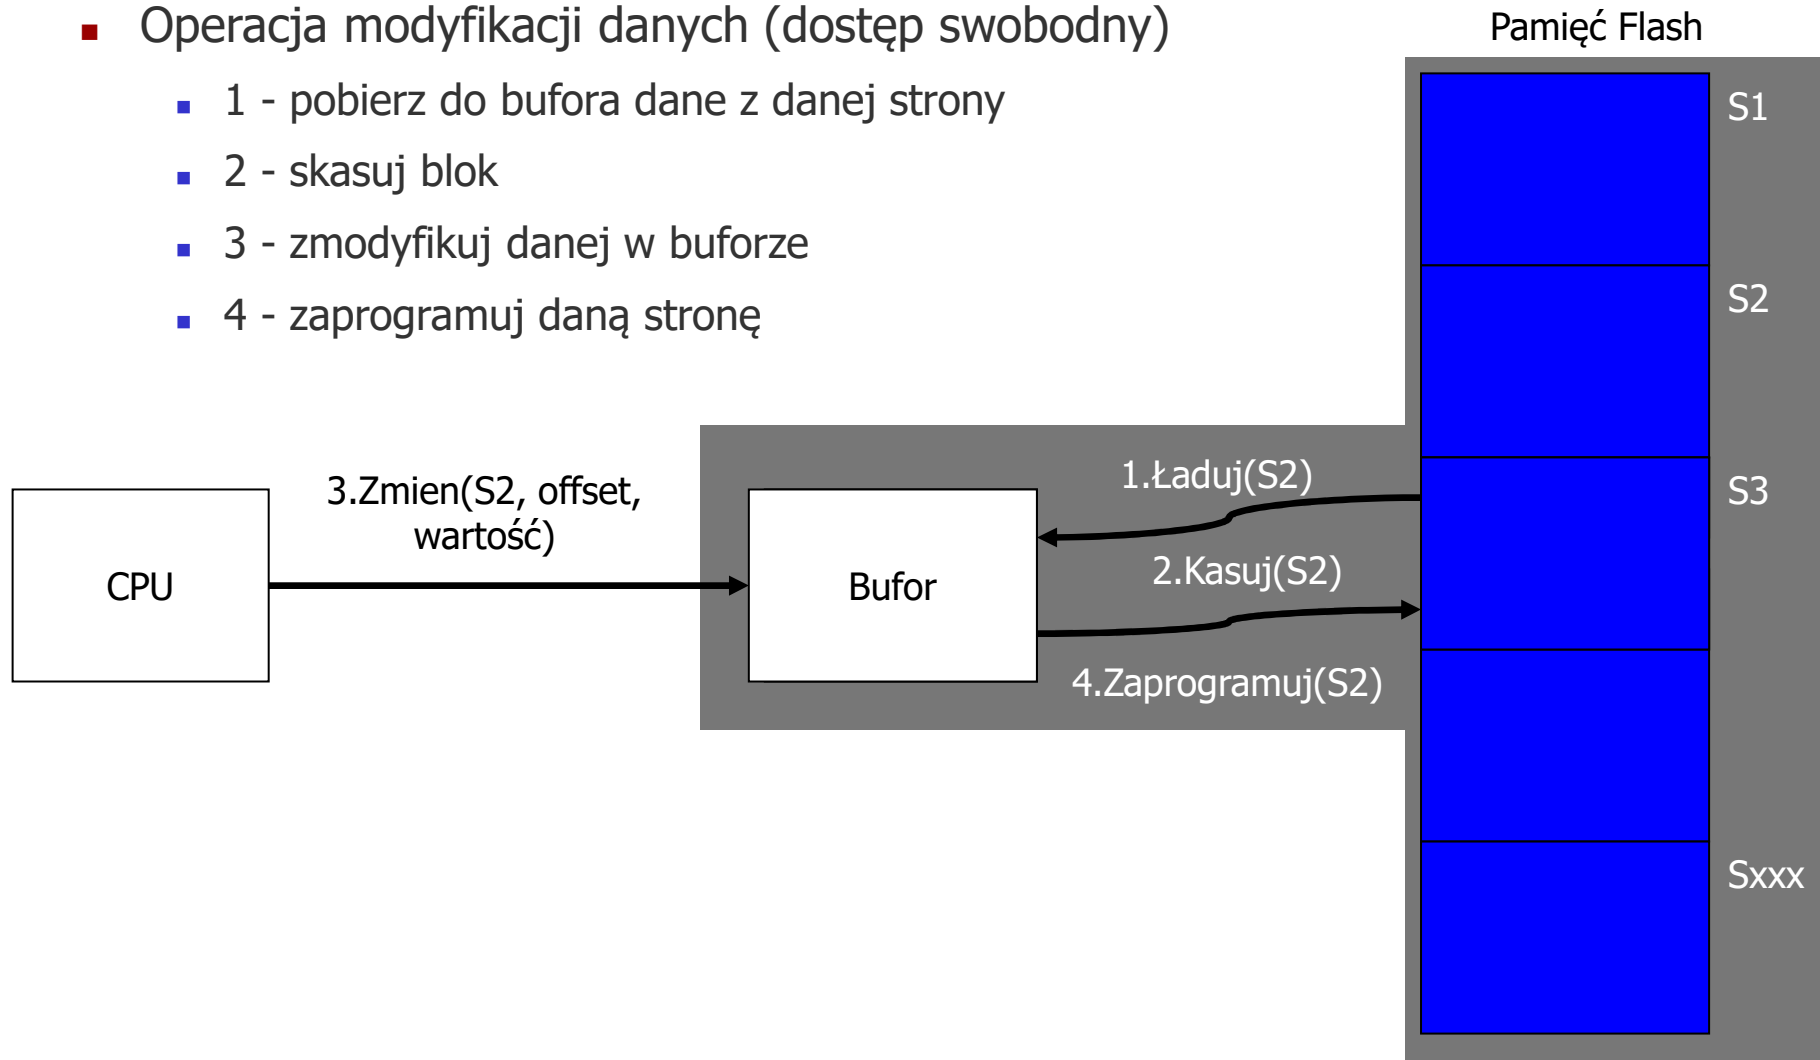 Operacja modyfikacji danych (dostęp swobodny)
1 - pobierz do bufora dane z danej strony
2 - skasuj blok
3 - zmodyfikuj danej w buforze
4 - zaprogramuj daną stronę
Pamięć Flash
S1
S2
S3
Sxxx
CPU
3.Zmien(S2, offset,
wartość)
Bufor
1.Ładuj(S2)
2.Kasuj(S2)
4.Zaprogramuj(S2)